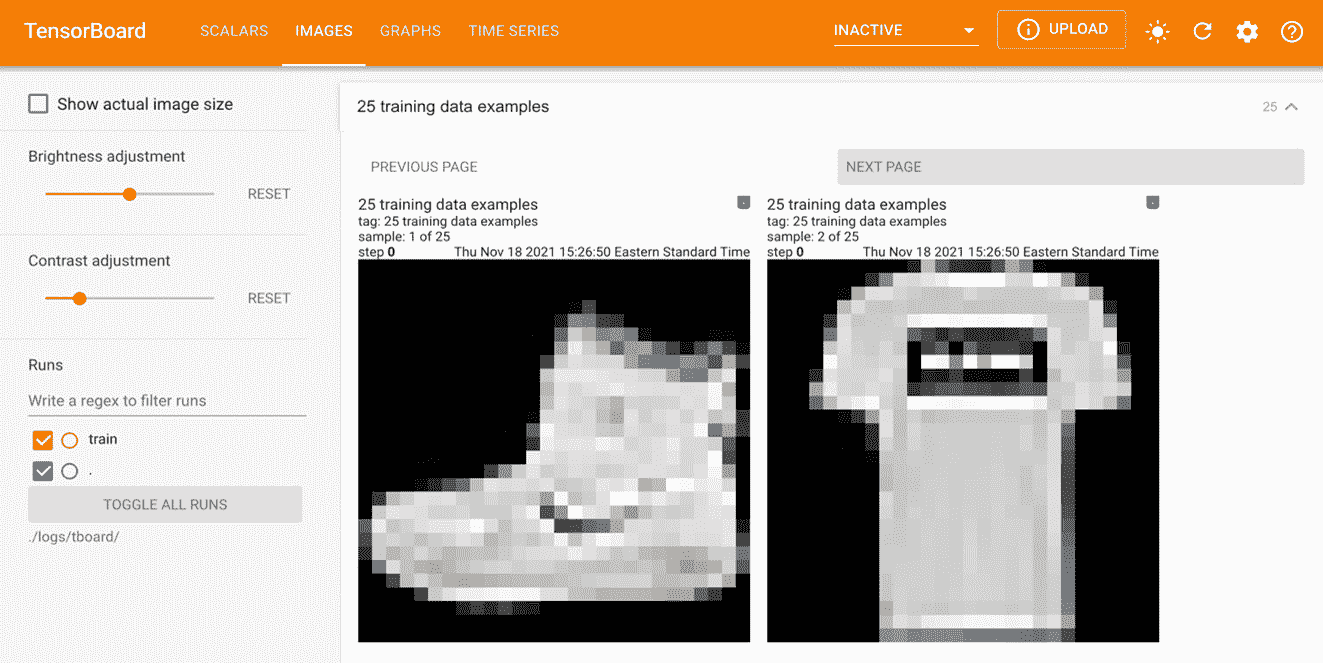 TensorBoard SCALARS IMAGES GRAPHS TIME SERIES INACTIVE UPLOAD
Show actual image size
Brightness adjustment
RESET
Contrast adjustment
RESET
Runs
Write a regex to filter runs
train
.
TOGGLE ALL RUNS
./logs/tboard/
25 training data examples 25
PREVIOUS PAGE NEXT PAGE
25 training data examples
tag: 25 training data examples
sample: 1 of 25
step 0 Thu Nov 18 2021 15:26:50 Eastern Standard Time
25 training data examples
tag: 25 training data examples
sample: 2 of 25
step 0 Thu Nov 18 2021 15:26:50 Eastern Standard Time